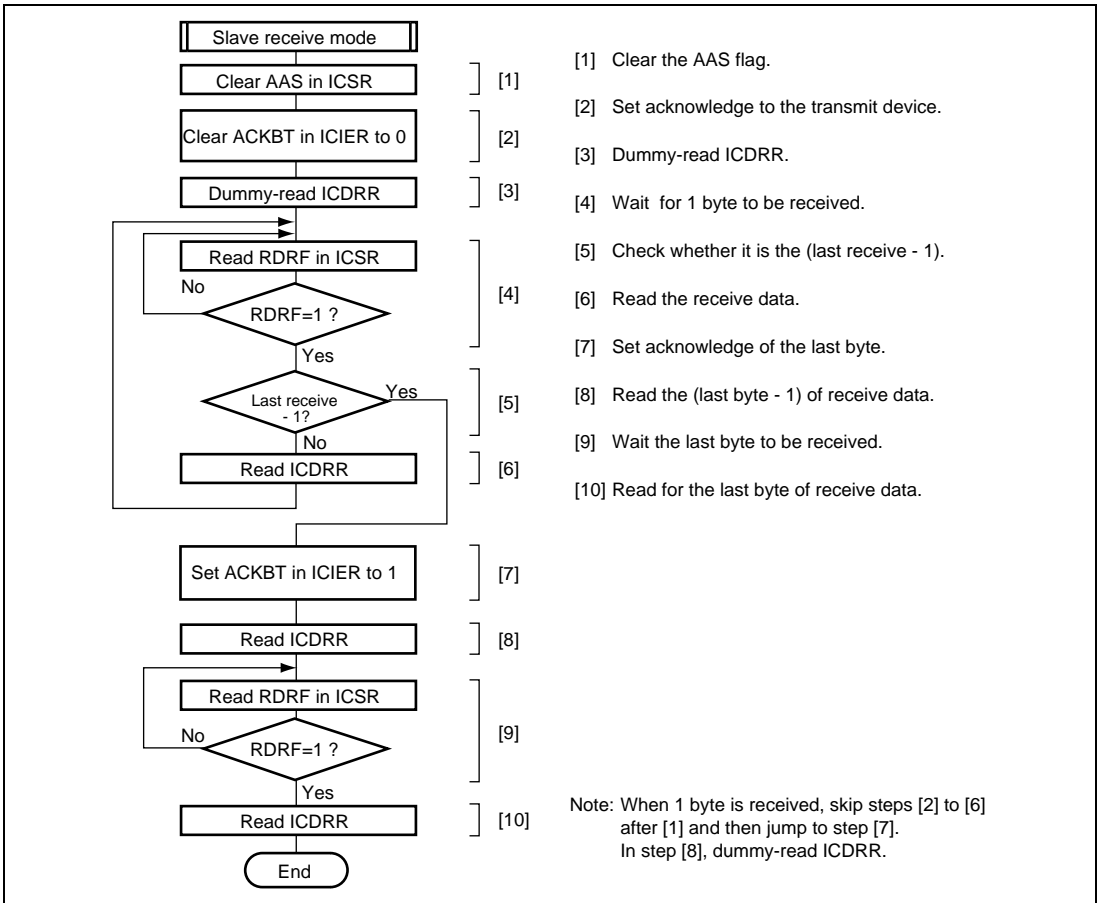 Slave receive mode
Clear AAS in ICSR
[1]
Clear ACKBT in ICIER to 0
[2]
Dummy-read ICDRR
[3]
Read RDRF in ICSR
No
RDRF=1 ?
[4]
Yes
Last receive
- 1?
Yes
[5]
No
Read ICDRR
[6]
Set ACKBT in ICIER to 1
[7]
Read ICDRR
[8]
Read RDRF in ICSR
No
RDRF=1 ?
[9]
Yes
Read ICDRR
[10]
End
[1] Clear the AAS flag.
[2] Set acknowledge to the transmit device.
[3] Dummy-read ICDRR.
[4] Wait for 1 byte to be received.
[5] Check whether it is the (last receive - 1).
[6] Read the receive data.
[7] Set acknowledge of the last byte.
[8] Read the (last byte - 1) of receive data.
[9] Wait the last byte to be received.
[10] Read for the last byte of receive data.
Note: When 1 byte is received, skip steps [2] to [6]
after [1] and then jump to step [7].
In step [8], dummy-read ICDRR.